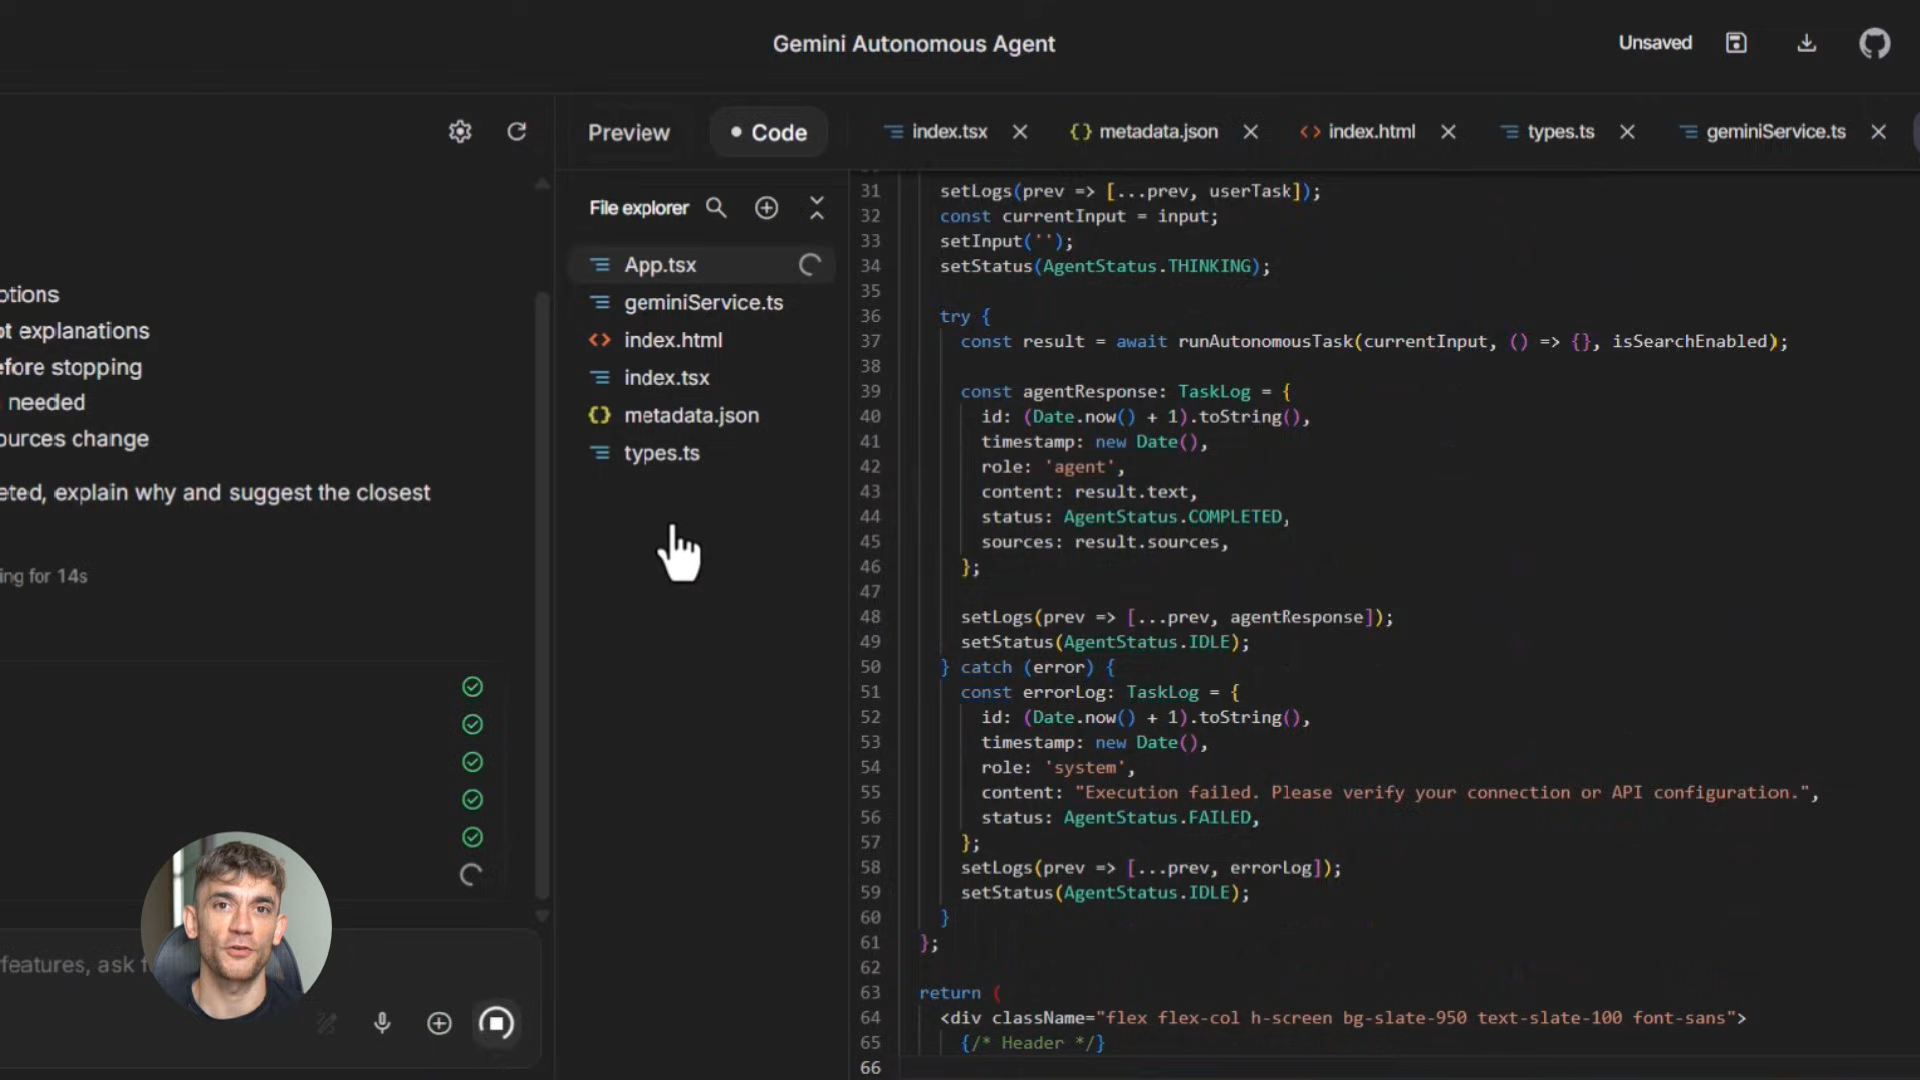 Gemini Autonomous Agent
Unsaved
Preview
Code
index.tsx
metadata.json
index.html
types.ts
geminiService.ts
File explorer
App.tsx
geminiService.ts
index.html
index.tsx
metadata.json
types.ts
explanations
before stopping
needed
sources change
explain why and suggest the closest
for 14s
features, ask
31 setLogs(prev => [...prev, userTask]);
32 const currentInput = input;
33 setInput('');
34 setStatus(AgentStatus.THINKING);
35
36 try {
37 const result = await runAutonomousTask(currentInput, () => {}, isSearchEnabled);
38
39 const agentResponse: TaskLog = {
40 id: (Date.now() + 1).toString(),
41 timestamp: new Date(),
42 role: 'agent',
43 content: result.text,
44 status: AgentStatus.COMPLETED,
45 sources: result.sources,
46 };
47
48 setLogs(prev => [...prev, agentResponse]);
49 setStatus(AgentStatus.IDLE);
50 } catch (error) {
51 const errorLog: TaskLog = {
52 id: (Date.now() + 1).toString(),
53 timestamp: new Date(),
54 role: 'system',
55 content: "Execution failed. Please verify your connection or API configuration.",
56 status: AgentStatus.FAILED,
57 };
58 setLogs(prev => [...prev, errorLog]);
59 setStatus(AgentStatus.IDLE);
60 }
61 };
62
63 return (
64 <div className="flex flex-col h-screen bg-slate-950 text-slate-100 font-sans">
65 {/* Header */}
66